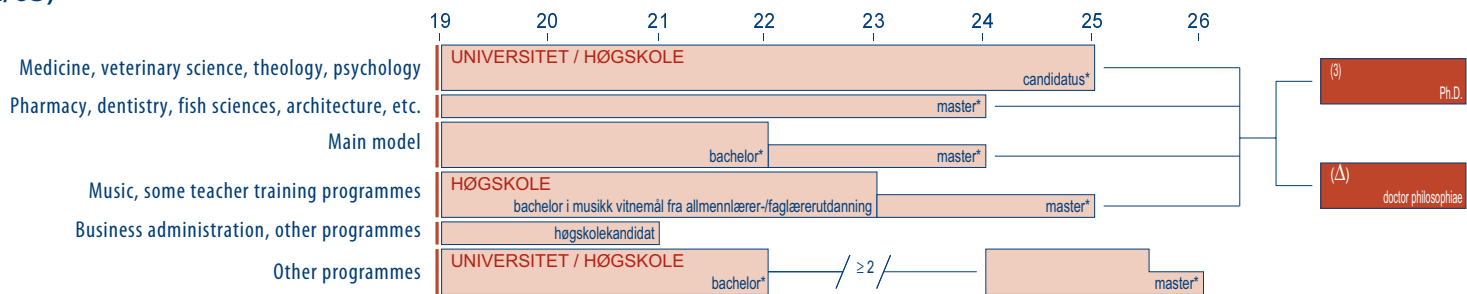 19 20 21 22 23 24 25 26
Medicine, veterinary science, theology, psychology
UNIVERSITET / HØGSKOLE
candidatus*
(3)
Ph.D.
Pharmacy, dentistry, fish sciences, architecture, etc.
master*
Main model
bachelor*
master*
(Δ)
doctor philosophiae
Music, some teacher training programmes
HØGSKOLE
bachelor i musikk vitnemål fra allmennlærer-/faglærerutdanning
master*
Business administration, other programmes
høgskolekandidat
Other programmes
UNIVERSITET / HØGSKOLE
bachelor*
≥ 2
master*